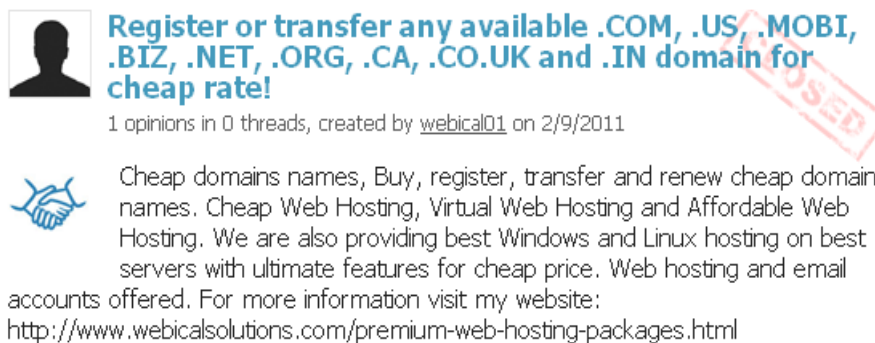 Register or transfer any available .COM, .US, .MOBI,
.BIZ, .NET, .ORG, .CA, .CO.UK and .IN domain for
cheap rate!
CLOSED
1 opinions in 0 threads, created by webical01 on 2/9/2011
Cheap domains names, Buy, register, transfer and renew cheap domain
names. Cheap Web Hosting, Virtual Web Hosting and Affordable Web
Hosting. We are also providing best Windows and Linux hosting on best
servers with ultimate features for cheap price. Web hosting and email
accounts offered. For more information visit my website:
http://www.webicalsolutions.com/premium-web-hosting-packages.html